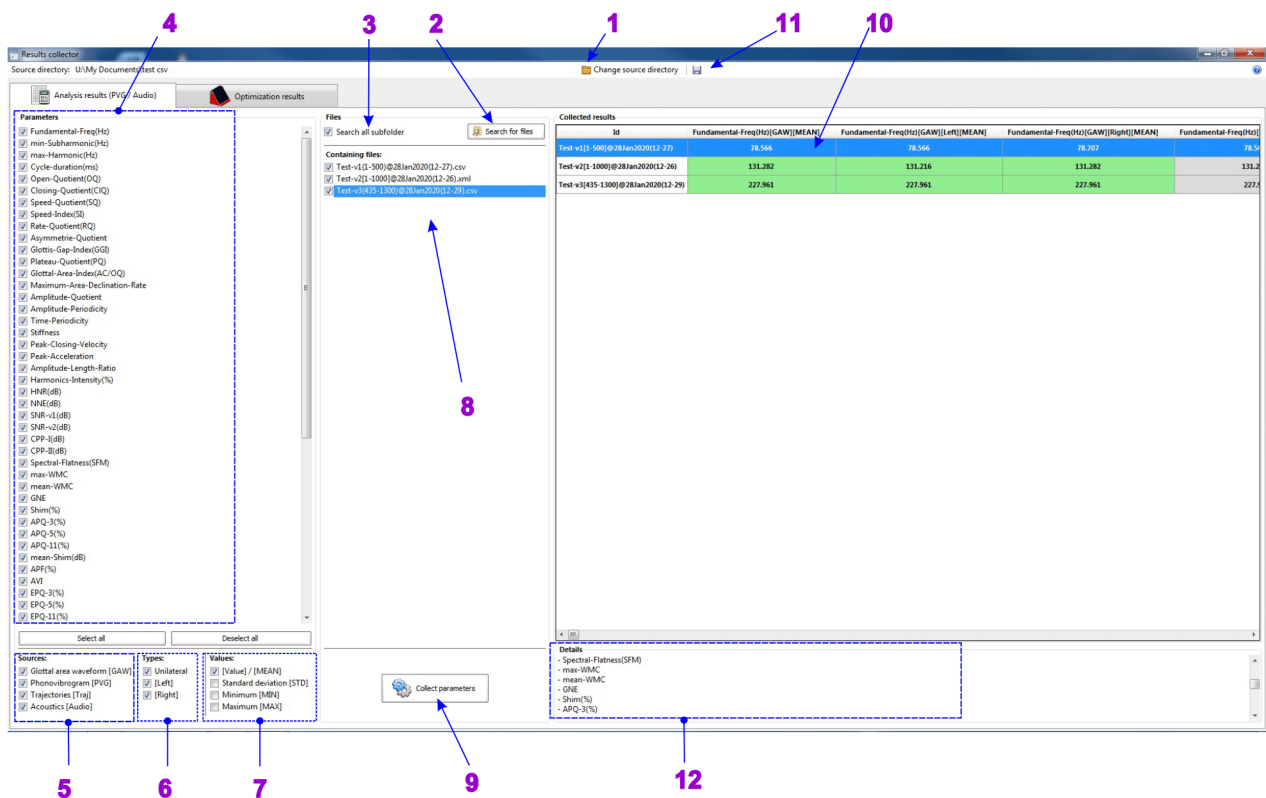 4
3
2
1
11
10
Results collector
Source directory: U:\My Documents\test csv
Change source directory
Analysis results (PVG / Audio)
Optimization results
Parameters
Fundamental-Freq(Hz)
min-Subharmonic(Hz)
max-Harmonic(Hz)
Cycle-duration(ms)
Open-Quotient(OQ)
Closing-Quotient(ClQ)
Speed-Quotient(SQ)
Speed-Index(SI)
Rate-Quotient(RQ)
Asymmetrie-Quotient
Glottis-Gap-Index(GGI)
Plateau-Quotient(PQ)
Glottal-Area-Index(AC/OQ)
Maximum-Area-Declination-Rate
Amplitude-Quotient
Amplitude-Periodicity
Time-Periodicity
Stiffness
Peak-Closing-Velocity
Peak-Acceleration
Amplitude-Length-Ratio
Harmonics-Intensity(%)
HNR(dB)
NNE(dB)
SNR-v1(dB)
SNR-v2(dB)
CPP-I(dB)
CPP-II(dB)
Spectral-Flatness(SFM)
max-WMC
mean-WMC
GNE
Shim(%)
APQ-3(%)
APQ-5(%)
APQ-11(%)
mean-Shim(dB)
APF(%)
AVI
EPQ-3(%)
EPQ-5(%)
EPQ-11(%)
Select all
Deselect all
Sources:
Glottal area waveform [GAW]
Phonovibrogram [PVG]
Trajectories [Traj]
Acoustics [Audio]
Types:
Unilateral
[Left]
[Right]
Values:
[Value] / [MEAN]
Standard deviation [STD]
Minimum [MIN]
Maximum [MAX]
Files
Search all subfolder
Search for files
Containing files:
Test-v1(1-500)@28Jan2020(12-27).csv
Test-v2[1-1000]@28Jan2020(12-26).xml
Test-v3(435-1300)@28Jan2020(12-29).csv
8
Collect parameters
Collected results
Id Fundamental-Freq(Hz)[GAW][MEAN] Fundamental-Freq(Hz)[GAW][Left][MEAN] Fundamental-Freq(Hz)[GAW][Right][MEAN] Fundamental-Freq(Hz)[
Test-v1[1-500)@28Jan2020(12-27) 78.566 78.566 78.707 78.5
Test-v2[1-1000]@28Jan2020(12-26) 131.282 131.216 131.282 131.2
Test-v3[435-1300)@28Jan2020(12-29) 227.961 227.961 227.961 227.9
Details
- Spectral-Flatness(SFM)
- max-WMC
- mean-WMC
- GNE
- Shim(%)
- APQ-3(%)
5
6
7
9
12